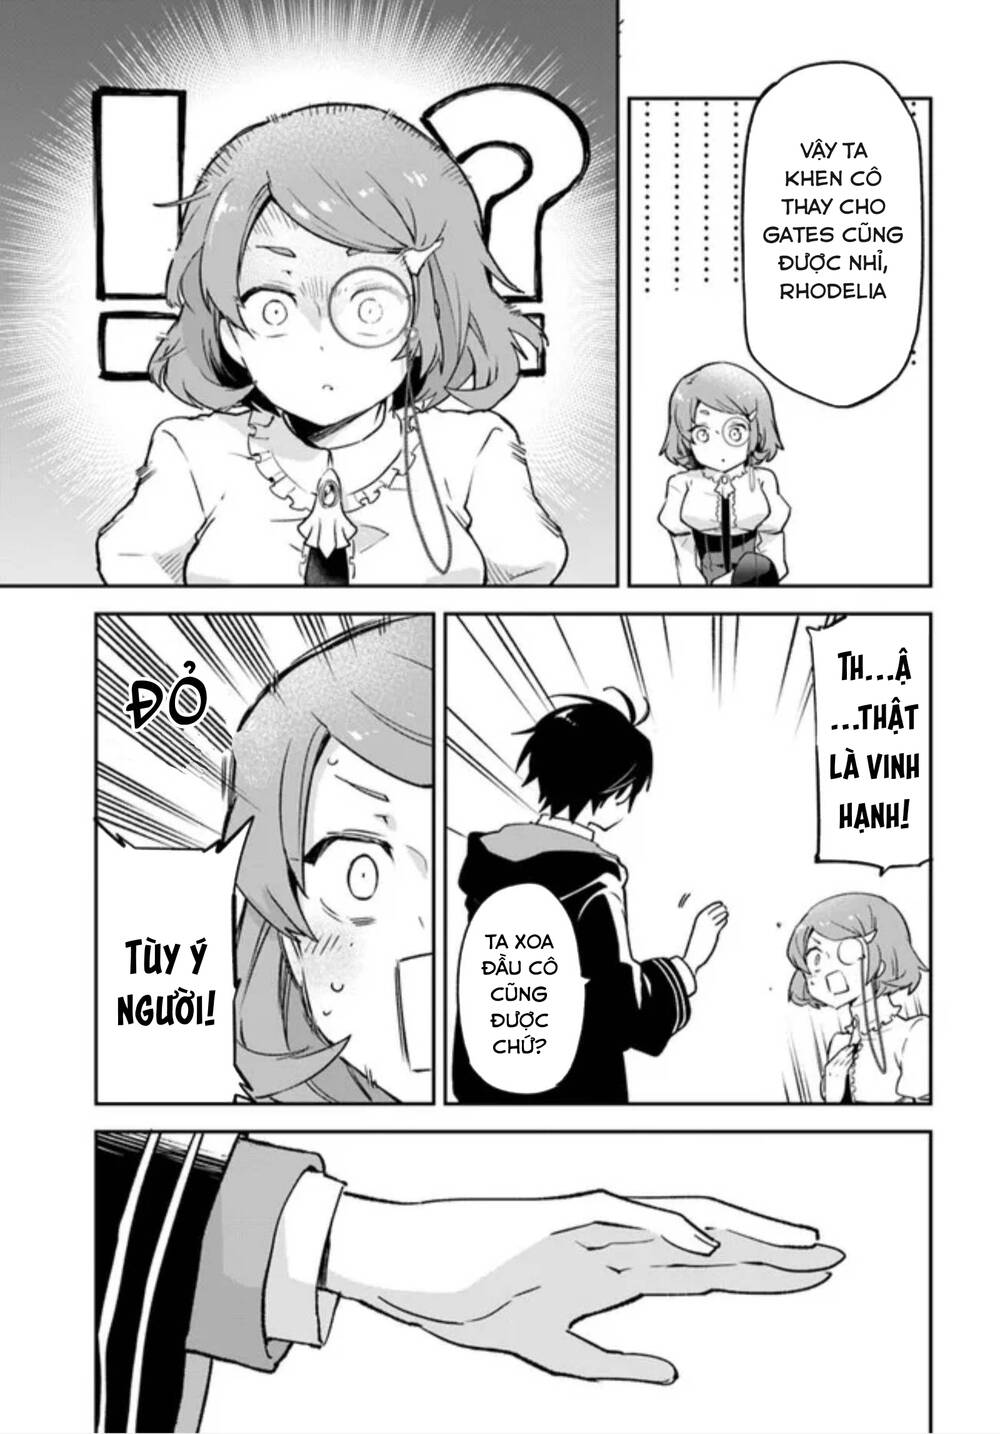 VẬY TA
KHEN CÔ
THAY CHO
GATES CŨNG
ĐƯỢC NHỈ,
RHODELIA
!?
TH...Ậ
...THẬT
LÀ VINH
HẠNH!
TA XOA
ĐẦU CÔ
CŨNG
ĐƯỢC
CHỨ?
ĐỎ
TÙY Ý
NGƯỜI!